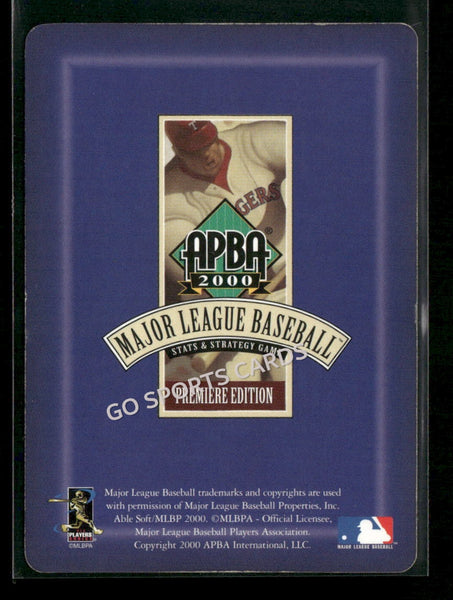 T
GERS
APBA®
2000
MAJOR LEAGUE BASEBALL™
STATS & STRATEGY GAME
GO SPORTS CARDS
PREMIERE EDITION
Major League Baseball trademarks and copyrights are used
with permission of Major League Baseball Properties, Inc.
Able Soft/MLBP 2000. ©MLBPA - Official Licensee,
Major League Baseball Players Association.
Copyright 2000 APBA International, LLC.
PLAYERS
©MLBPA
MAJOR LEAGUE BASEBALL